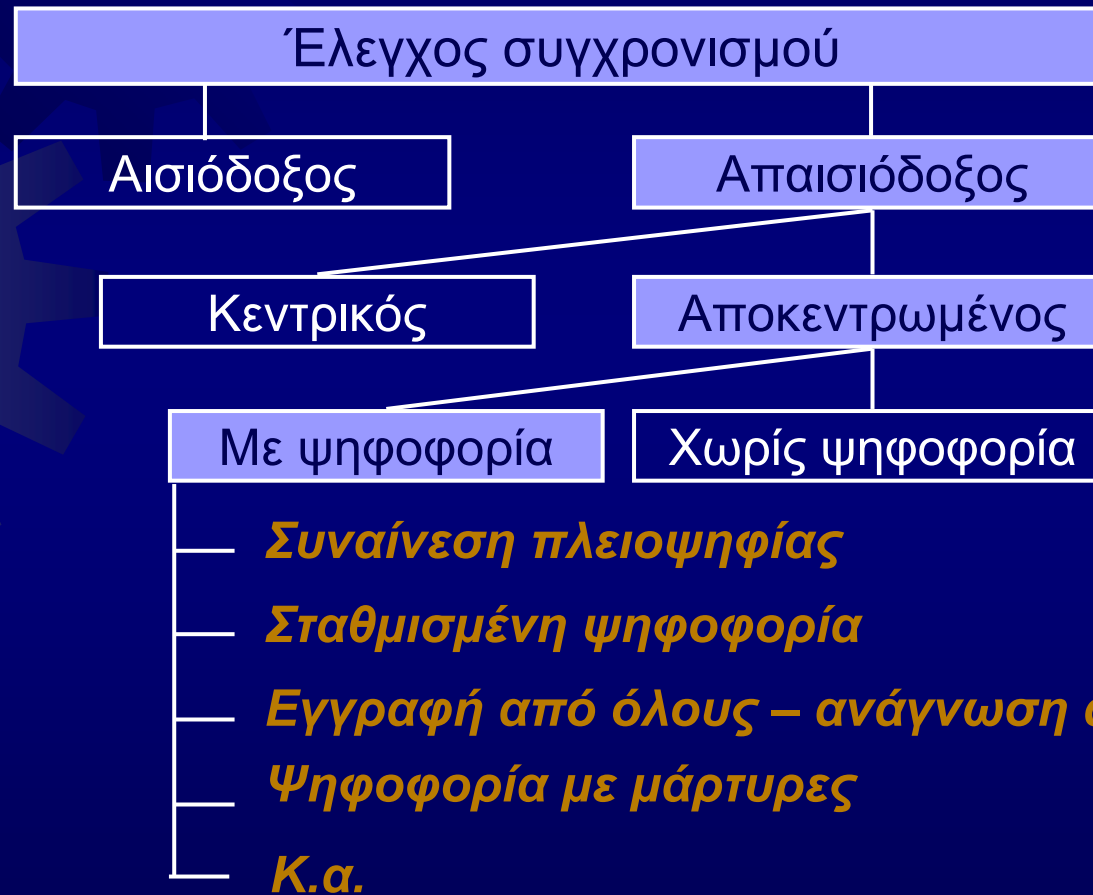 Έλεγχος συγχρονισμού
Αισιόδοξος
Απαισιόδοξος
Κεντρικός
Αποκεντρωμένος
Με ψηφοφορία
Χωρίς ψηφοφορία
Συναίνεση πλειοψηφίας
Σταθμισμένη ψηφοφορία
Εγγραφή από όλους – ανάγνωση
Ψηφοφορία με μάρτυρες
Κ.α.